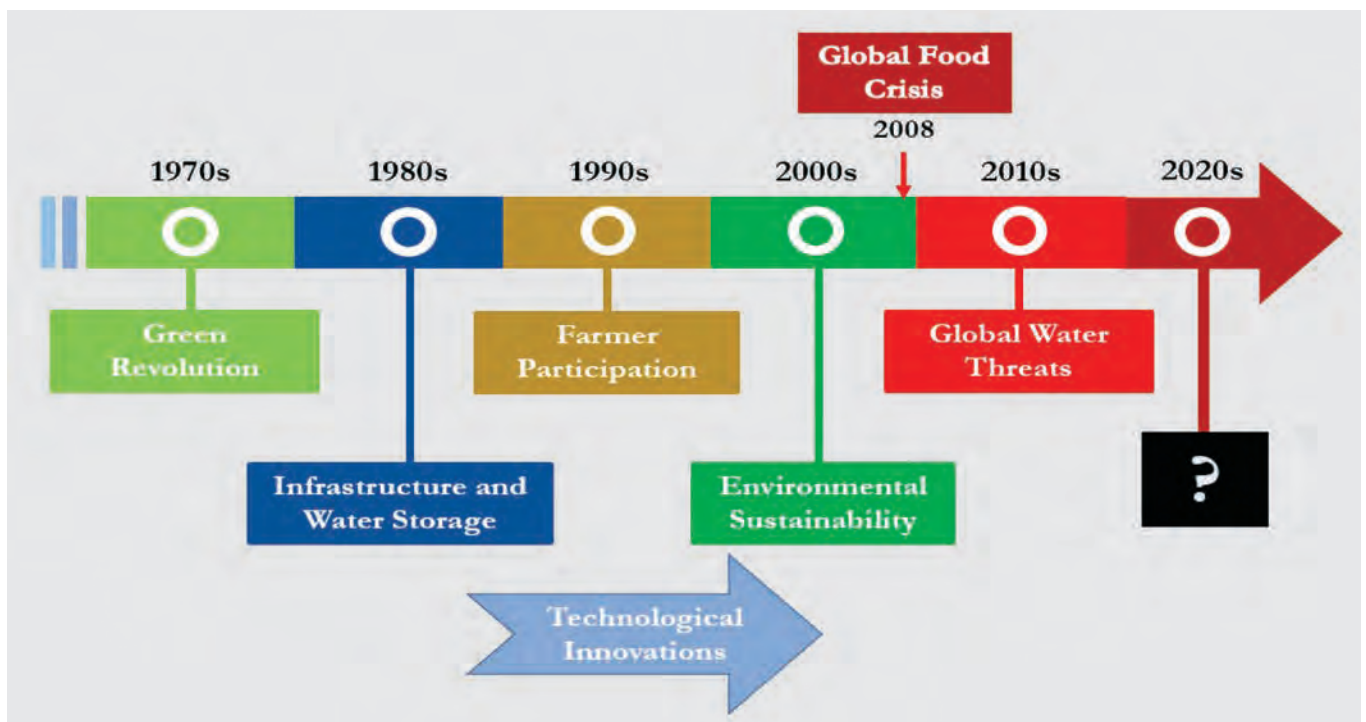 Global Food
Crisis
2008
1970s
1980s
1990s
2000s
2010s
2020s
Green
Revolution
Farmer
Participation
Global Water
Threats
Infrastructure and
Water Storage
Environmental
Sustainability
?
Technological
Innovations